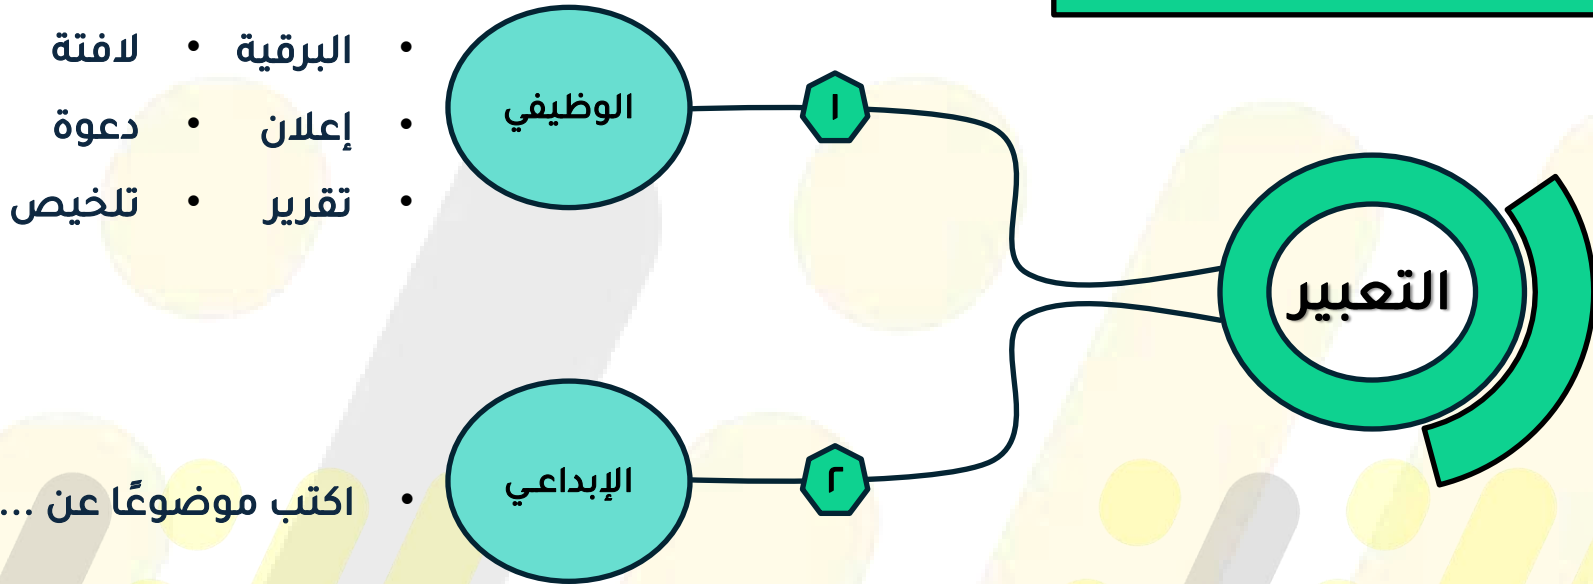 التعبير
١
الوظيفي
• البرقية • لافتة
• إعلان • دعوة
• تقرير • تلخيص
٢
الإبداعي
• اكتب موضوعًا عن ...